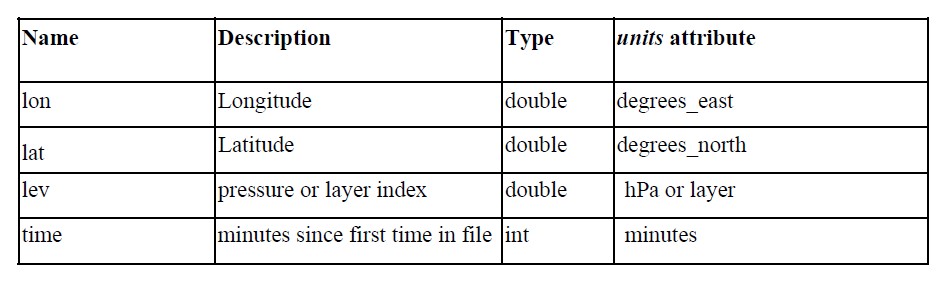 Name Description Type units attribute
lon Longitude double degrees_east
lat Latitude double degrees_north
lev pressure or layer index double hPa or layer
time minutes since first time in file int minutes